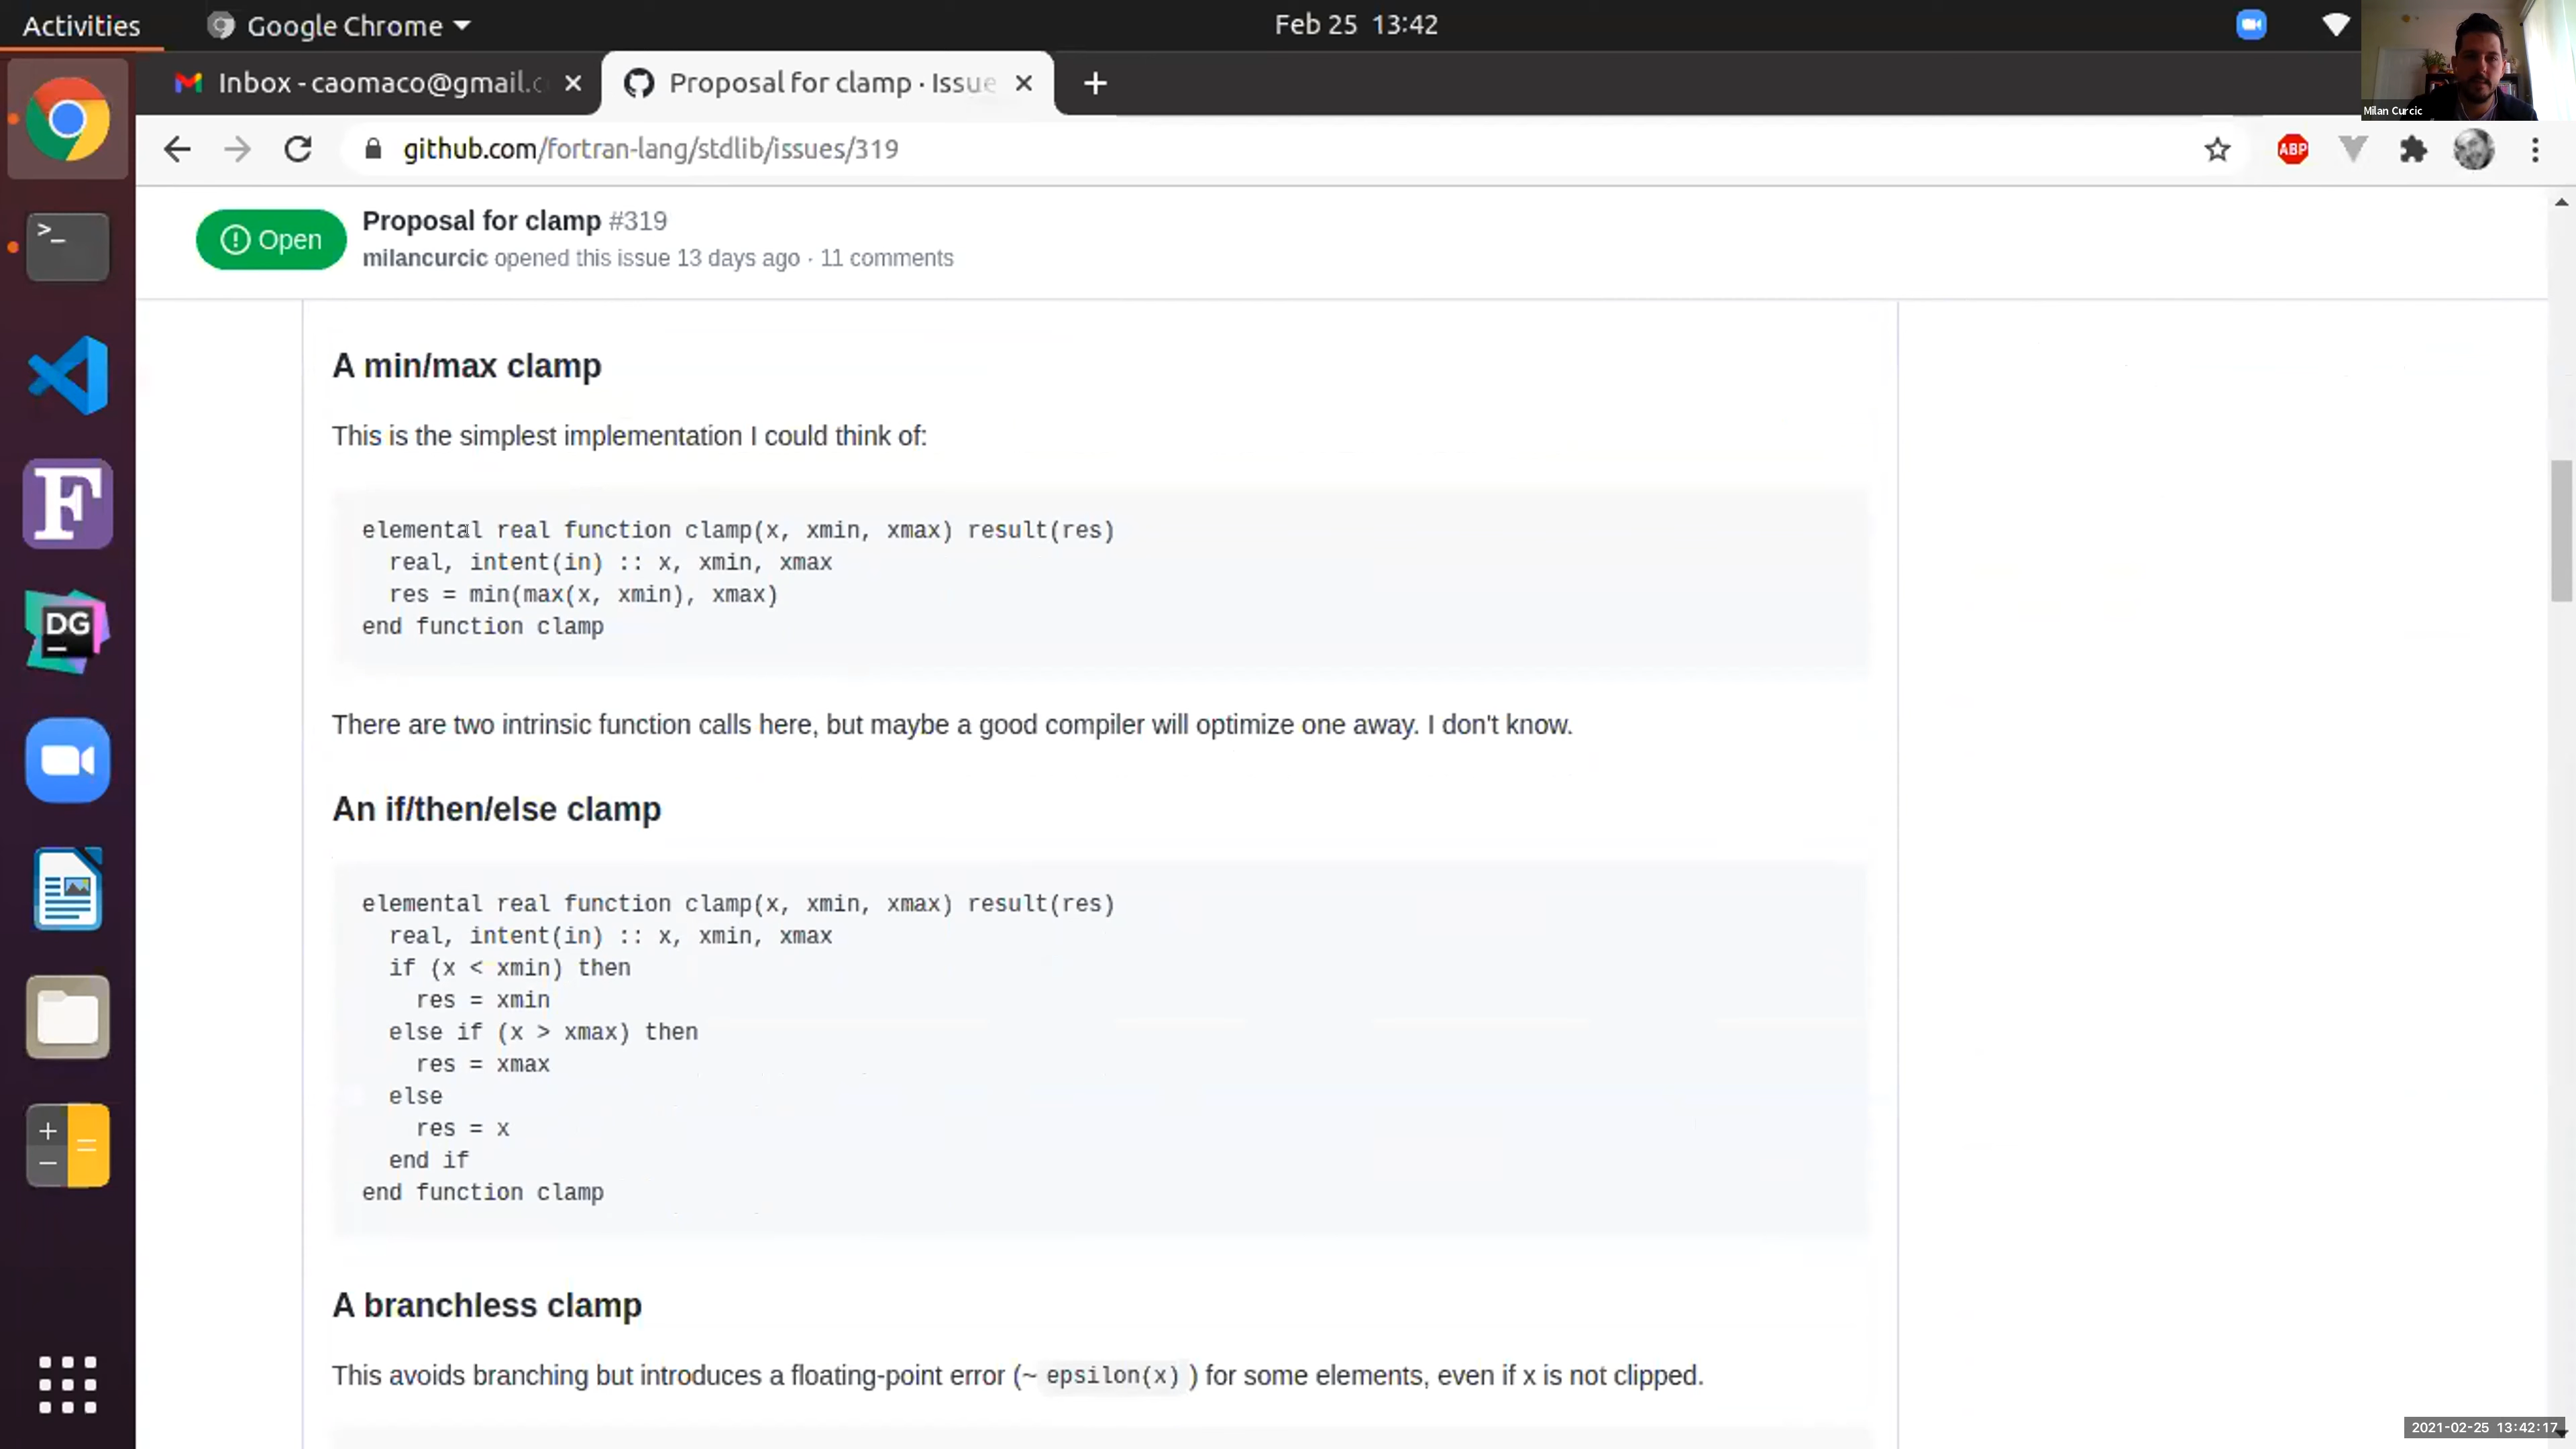 Activities
Google Chrome
Feb 25 13:42
Inbox - caomaco@gmail.c
Proposal for clamp · Issue
Milan Curcic
github.com/fortran-lang/stdlib/issues/319
ABP
Open
Proposal for clamp #319
milancurcic opened this issue 13 days ago · 11 comments
>_
F
DG
A min/max clamp
This is the simplest implementation I could think of:
elemental real function clamp(x, xmin, xmax) result(res)
  real, intent(in) :: x, xmin, xmax
  res = min(max(x, xmin), xmax)
end function clamp
There are two intrinsic function calls here, but maybe a good compiler will optimize one away. I don't know.
An if/then/else clamp
elemental real function clamp(x, xmin, xmax) result(res)
  real, intent(in) :: x, xmin, xmax
  if (x < xmin) then
    res = xmin
  else if (x > xmax) then
    res = xmax
  else
    res = x
  end if
end function clamp
A branchless clamp
This avoids branching but introduces a floating-point error (~ epsilon(x) ) for some elements, even if x is not clipped.
2021-02-25 13:42:17